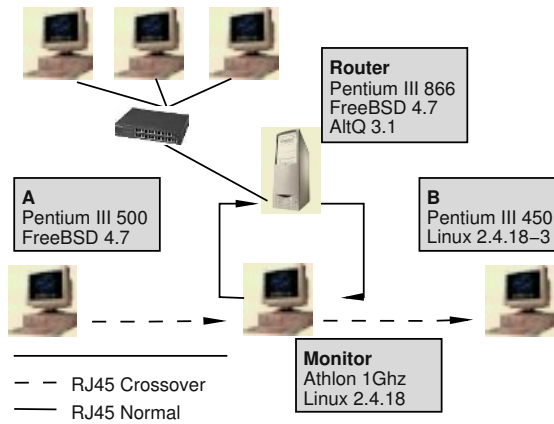 Router
Pentium III 866
FreeBSD 4.7
AltQ 3.1
A
Pentium III 500
FreeBSD 4.7
B
Pentium III 450
Linux 2.4.18−3
Monitor
Athlon 1Ghz
Linux 2.4.18
RJ45 Crossover
RJ45 Normal